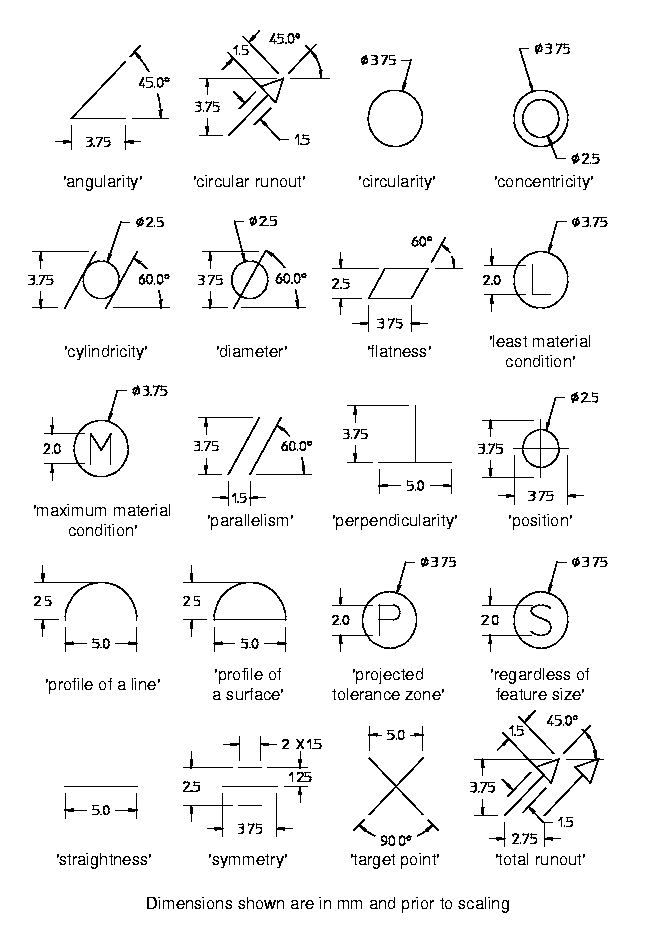 45.0°
3.75
'angularity'
1.5
45.0°
3.75
1.5
'circular runout'
ø3.75
'circularity'
ø3.75
ø2.5
'concentricity'
ø2.5
3.75
60.0°
'cylindricity'
ø2.5
3.75
60.0°
'diameter'
60°
2.5
3.75
'flatness'
ø3.75
2.0
L
'least material
condition'
ø3.75
2.0
M
'maximum material
condition'
3.75
60.0°
1.5
'parallelism'
3.75
5.0
'perpendicularity'
ø2.5
3.75
3.75
'position'
2.5
5.0
'profile of a line'
2.5
5.0
'profile of
a surface'
ø3.75
2.0
P
'projected
tolerance zone'
ø3.75
2.0
S
'regardless of
feature size'
5.0
'straightness'
2 X1.5
1.25
2.5
3.75
'symmetry'
5.0
90.0°
'target point'
1.5
45.0°
3.75
1.5
2.75
'total runout'
Dimensions shown are in mm and prior to scaling